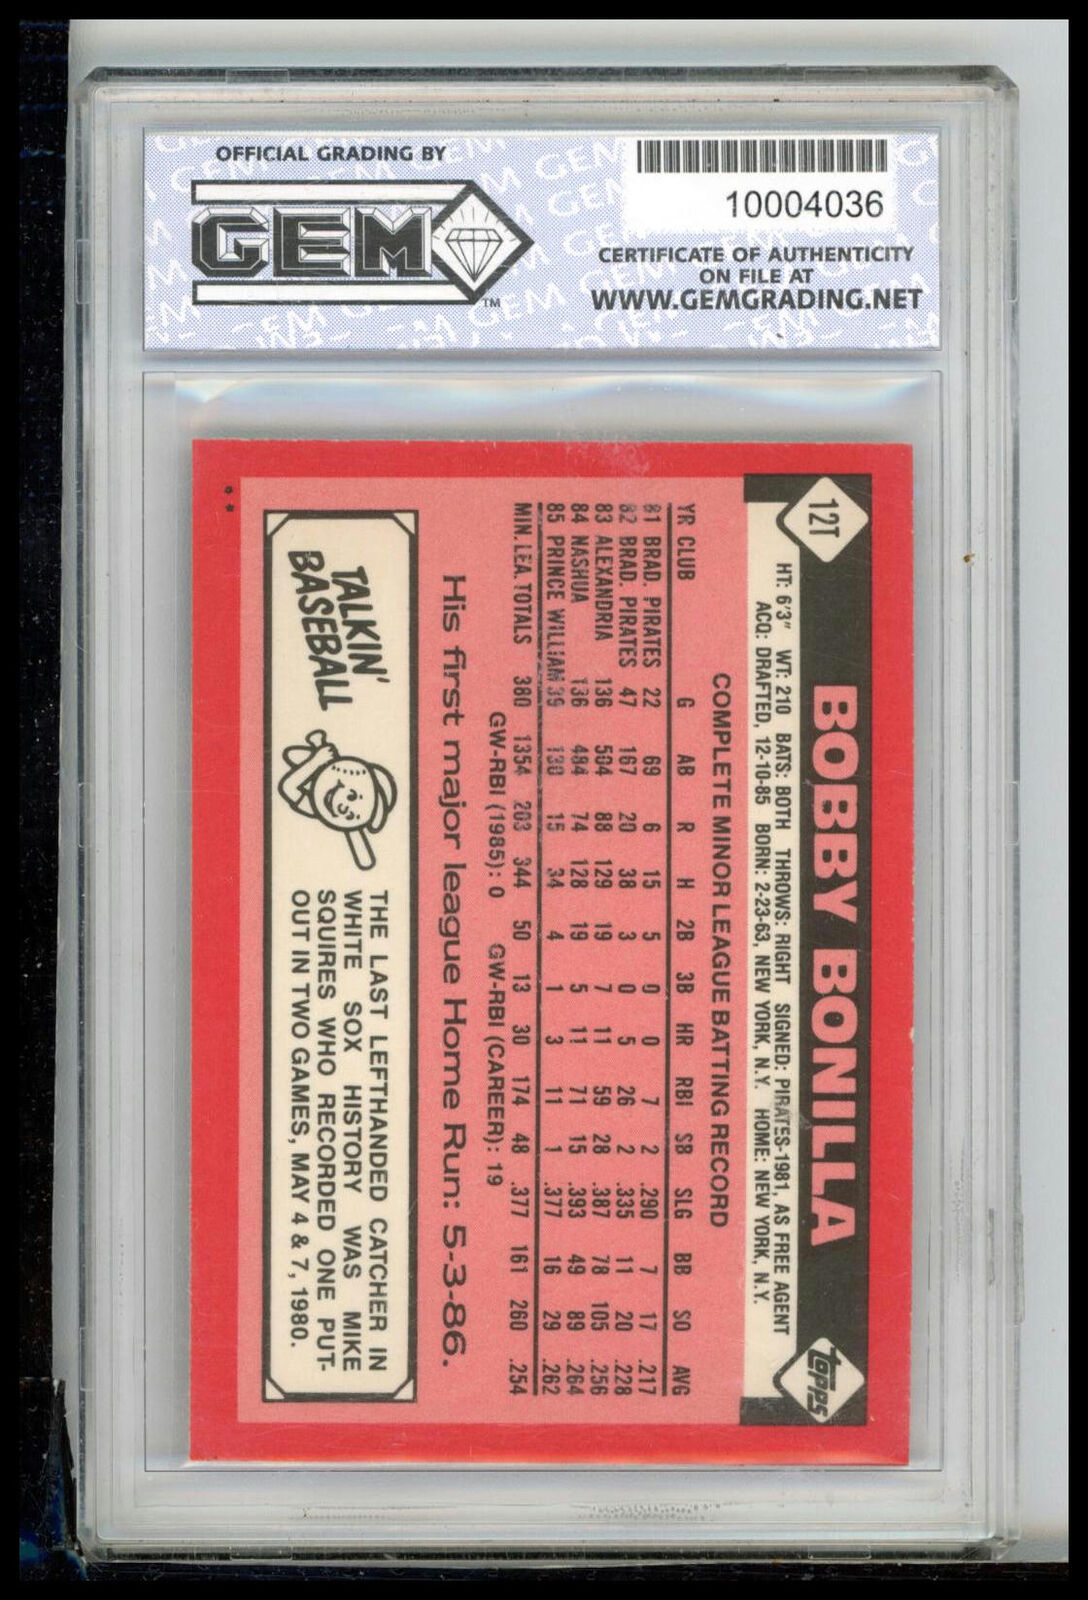 OFFICIAL GRADING BY
GEM
TM
10004036
CERTIFICATE OF AUTHENTICITY
ON FILE AT
WWW.GEMGRADING.NET
12T
BOBBY BONILLA
topps
HT: 6'3" WT: 210 BATS: BOTH THROWS: RIGHT SIGNED: PIRATES-1981, AS FREE AGENT
ACQ: DRAFTED, 12-10-85 BORN: 2-23-63, NEW YORK, N.Y. HOME: NEW YORK, N.Y.
COMPLETE MINOR LEAGUE BATTING RECORD
YR CLUB G AB R H 2B 3B HR RBI SB SLG BB SO AVG
81 BRAD. PIRATES 22 69 6 15 5 0 0 7 2 .290 7 17 .217
82 BRAD. PIRATES 47 167 20 38 3 0 5 26 2 .335 11 20 .228
83 ALEXANDRIA 136 504 88 129 19 7 11 59 28 .387 78 105 .256
84 NASHUA 136 484 74 128 19 5 11 71 15 .393 49 89 .264
85 PRINCE WILLIAM 39 130 15 34 4 1 3 11 1 .377 16 29 .262
MIN. LEA. TOTALS 380 1354 203 344 50 13 30 174 48 .377 161 260 .254
GW-RBI (1985): 0 GW-RBI (CAREER): 19
His first major league Home Run: 5-3-86.
TALKIN'
BASEBALL
THE LAST LEFTHANDED CATCHER IN
WHITE SOX HISTORY WAS MIKE
SQUIRES WHO RECORDED ONE PUT-
OUT IN TWO GAMES, MAY 4 & 7, 1980.
**